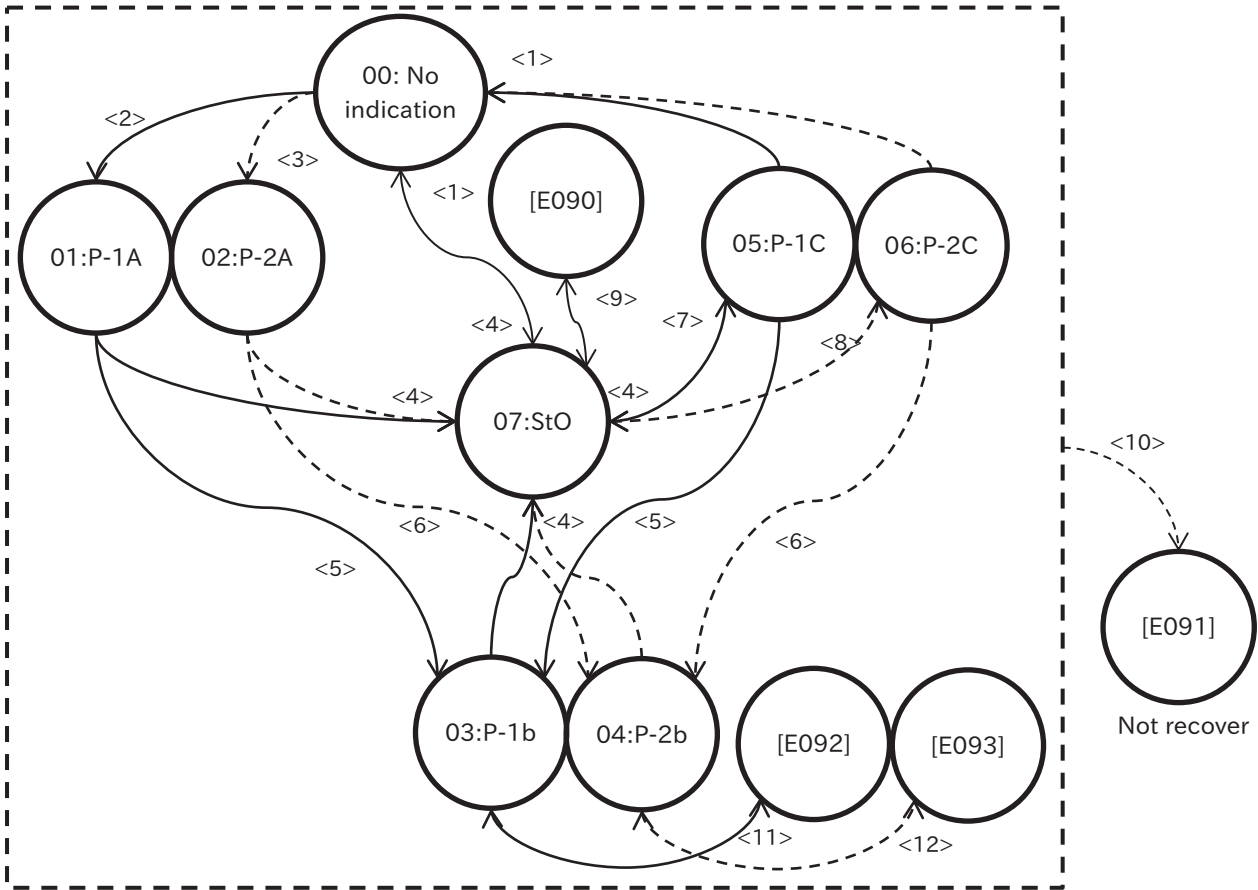 <1>
00: No
indication
<2>
<3>
<1>
[E090]
01:P-1A
02:P-2A
05:P-1C
06:P-2C
<9>
<7>
<4>
<8>
<4>
<4>
07:StO
<10>
<6>
<4>
<5>
<6>
<5>
[E091]
Not recover
03:P-1b
04:P-2b
[E092]
[E093]
<11>
<12>